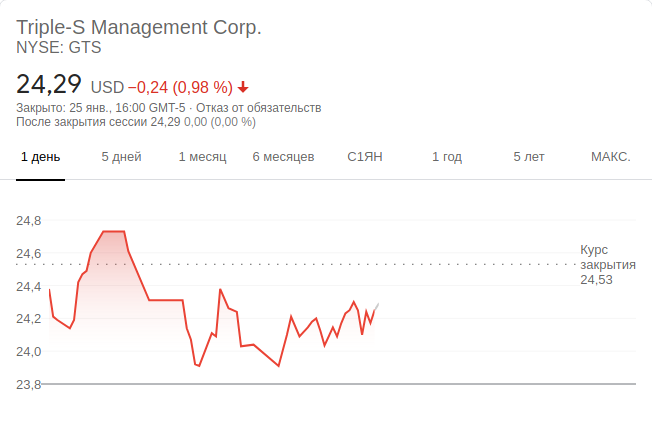 Triple-S Management Corp.
NYSE: GTS
24,29 USD −0,24 (0,98 %)
Закрыто: 25 янв., 16:00 GMT-5 · Отказ от обязательств
После закрытия сессии 24,29 0,00 (0,00 %)
1 день 5 дней 1 месяц 6 месяцев С1ЯН 1 год 5 лет МАКС.
24,8
24,6
24,4
24,2
24,0
23,8
Курс
закрытия
24,53